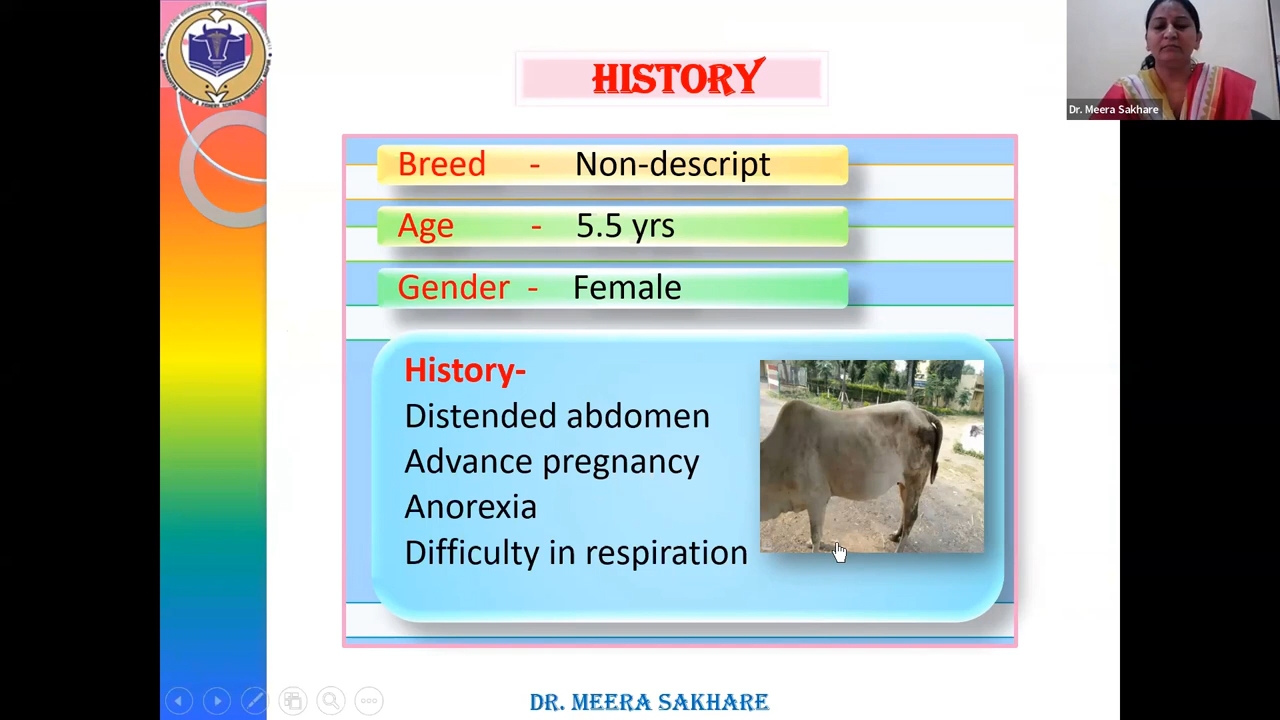 HISTORY
Dr. Meera Sakhare
Breed - Non-descript
Age - 5.5 yrs
Gender - Female
History-
Distended abdomen
Advance pregnancy
Anorexia
Difficulty in respiration
DR. MEERA SAKHARE